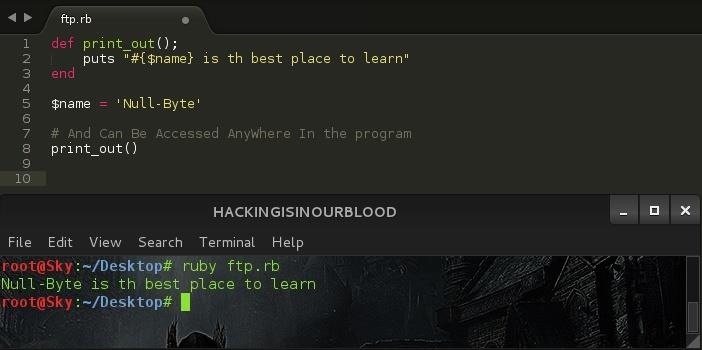 ftp.rb
1 def print_out();
2 puts "#{$name} is th best place to learn"
3 end
4
5 $name = 'Null-Byte'
6
7 # And Can Be Accessed AnyWhere In the program
8 print_out()
9
10
HACKINGISINOURBLOOD
File Edit View Search Terminal Help
root@Sky:~/Desktop# ruby ftp.rb
Null-Byte is th best place to learn
root@Sky:~/Desktop#